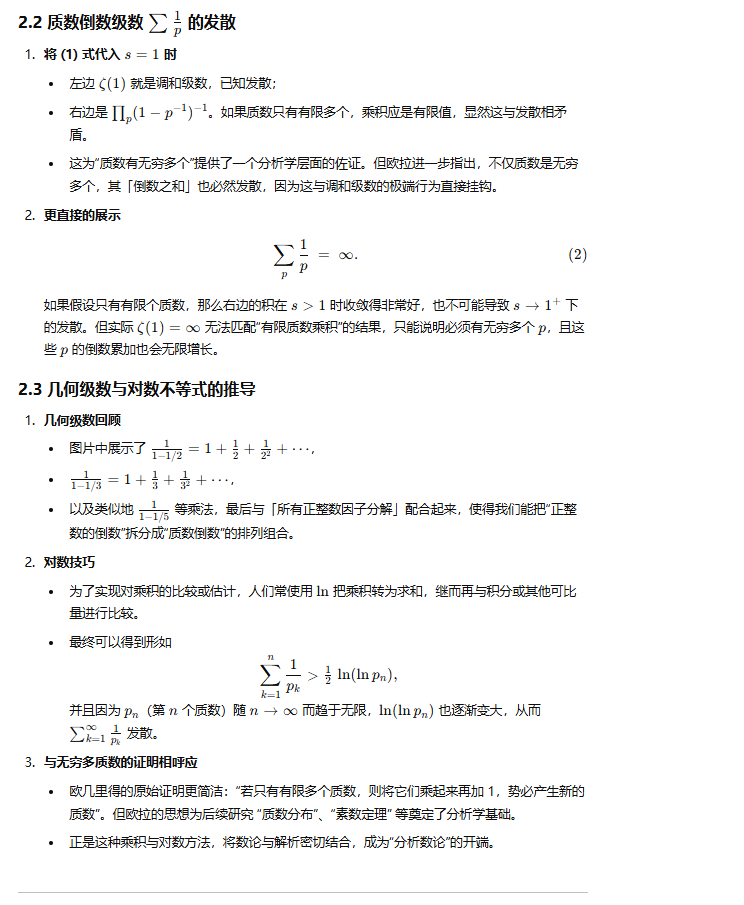 2.2 质数倒数级数 ∑ 1/p 的发散
1. 将 (1) 式代入 s = 1 时
• 左边 ζ(1) 就是调和级数，已知发散；
• 右边是 ∏_p(1 − p^{−1})^{−1}。如果质数只有有限多个，乘积应是有限值，显然这与发散相矛
盾。
• 这为“质数有无穷多个”提供了一个分析学层面的佐证。但欧拉进一步指出，不仅质数是无穷
多个，其「倒数之和」也必然发散，因为这与调和级数的极端行为直接挂钩。
2. 更直接的展示
∑_p 1/p = ∞. (2)
如果假设只有有限个质数，那么右边的积在 s > 1 时收敛得非常好，也不可能导致 s → 1^+ 下
的发散。但实际 ζ(1) = ∞ 无法匹配“有限质数乘积”的结果，只能说明必须有无穷多个 p，且这
些 p 的倒数累加也会无限增长。
2.3 几何级数与对数不等式的推导
1. 几何级数回顾
• 图片中展示了 1/(1−1/2) = 1 + 1/2 + 1/2^2 + ⋯，
• 1/(1−1/3) = 1 + 1/3 + 1/3^2 + ⋯，
• 以及类似地 1/(1−1/5) 等乘法，最后与「所有正整数因子分解」配合起来，使得我们能把“正整
数的倒数”拆分成“质数倒数”的排列组合。
2. 对数技巧
• 为了实现对乘积的比较或估计，人们常使用 ln 把乘积转为求和，继而再与积分或其他可比
量进行比较。
• 最终可以得到形如
∑_{k=1}^{n} 1/p_k > 1/2 ln(ln p_n),
并且因为 p_n（第 n 个质数）随 n → ∞ 而趋于无限，ln(ln p_n) 也逐渐变大，从而
∑_{k=1}^{∞} 1/p_k 发散。
3. 与无穷多质数的证明相呼应
• 欧几里得的原始证明更简洁：“若只有有限多个质数，则将它们乘起来再加 1，势必产生新的
质数”。但欧拉的思想为后续研究 “质数分布”、“素数定理” 等奠定了分析学基础。
• 正是这种乘积与对数方法，将数论与解析密切结合，成为“分析数论”的开端。